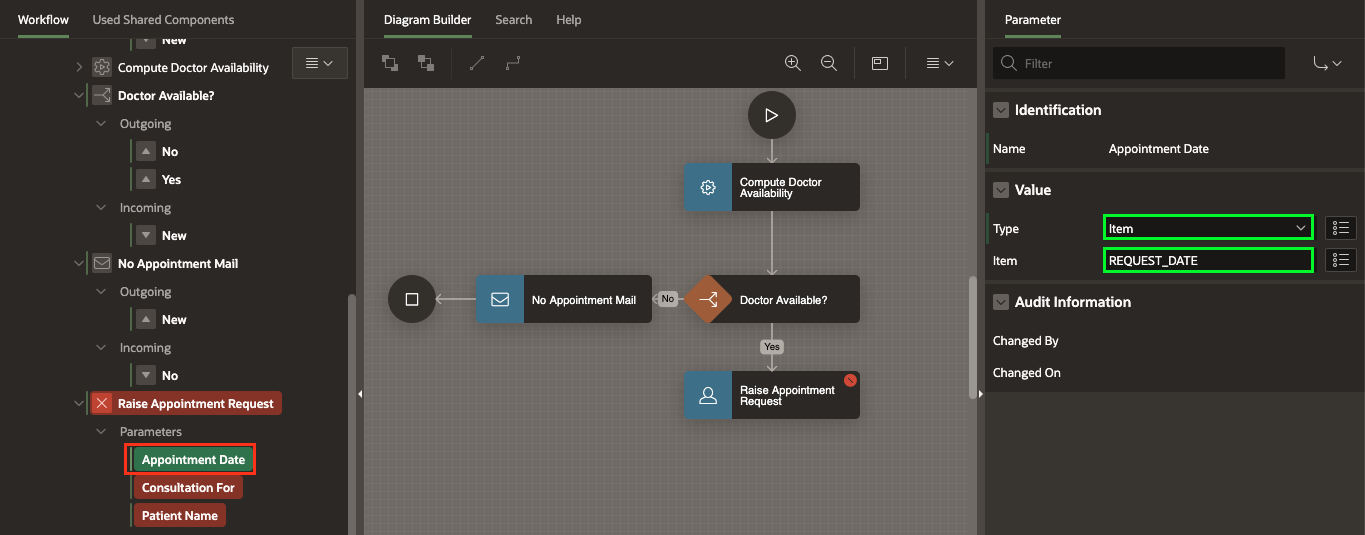 Workflow
Used Shared Components
New
Compute Doctor Availability
Doctor Available?
Outgoing
No
Yes
Incoming
New
No Appointment Mail
Outgoing
New
Incoming
No
Raise Appointment Request
Parameters
Appointment Date
Consultation For
Patient Name
Diagram Builder
Search
Help
Compute Doctor
Availability
No Appointment Mail
No
Doctor Available?
Yes
Raise Appointment
Request
Parameter
Filter
Identification
Name
Appointment Date
Value
Type
Item
Item
REQUEST_DATE
Audit Information
Changed By
Changed On